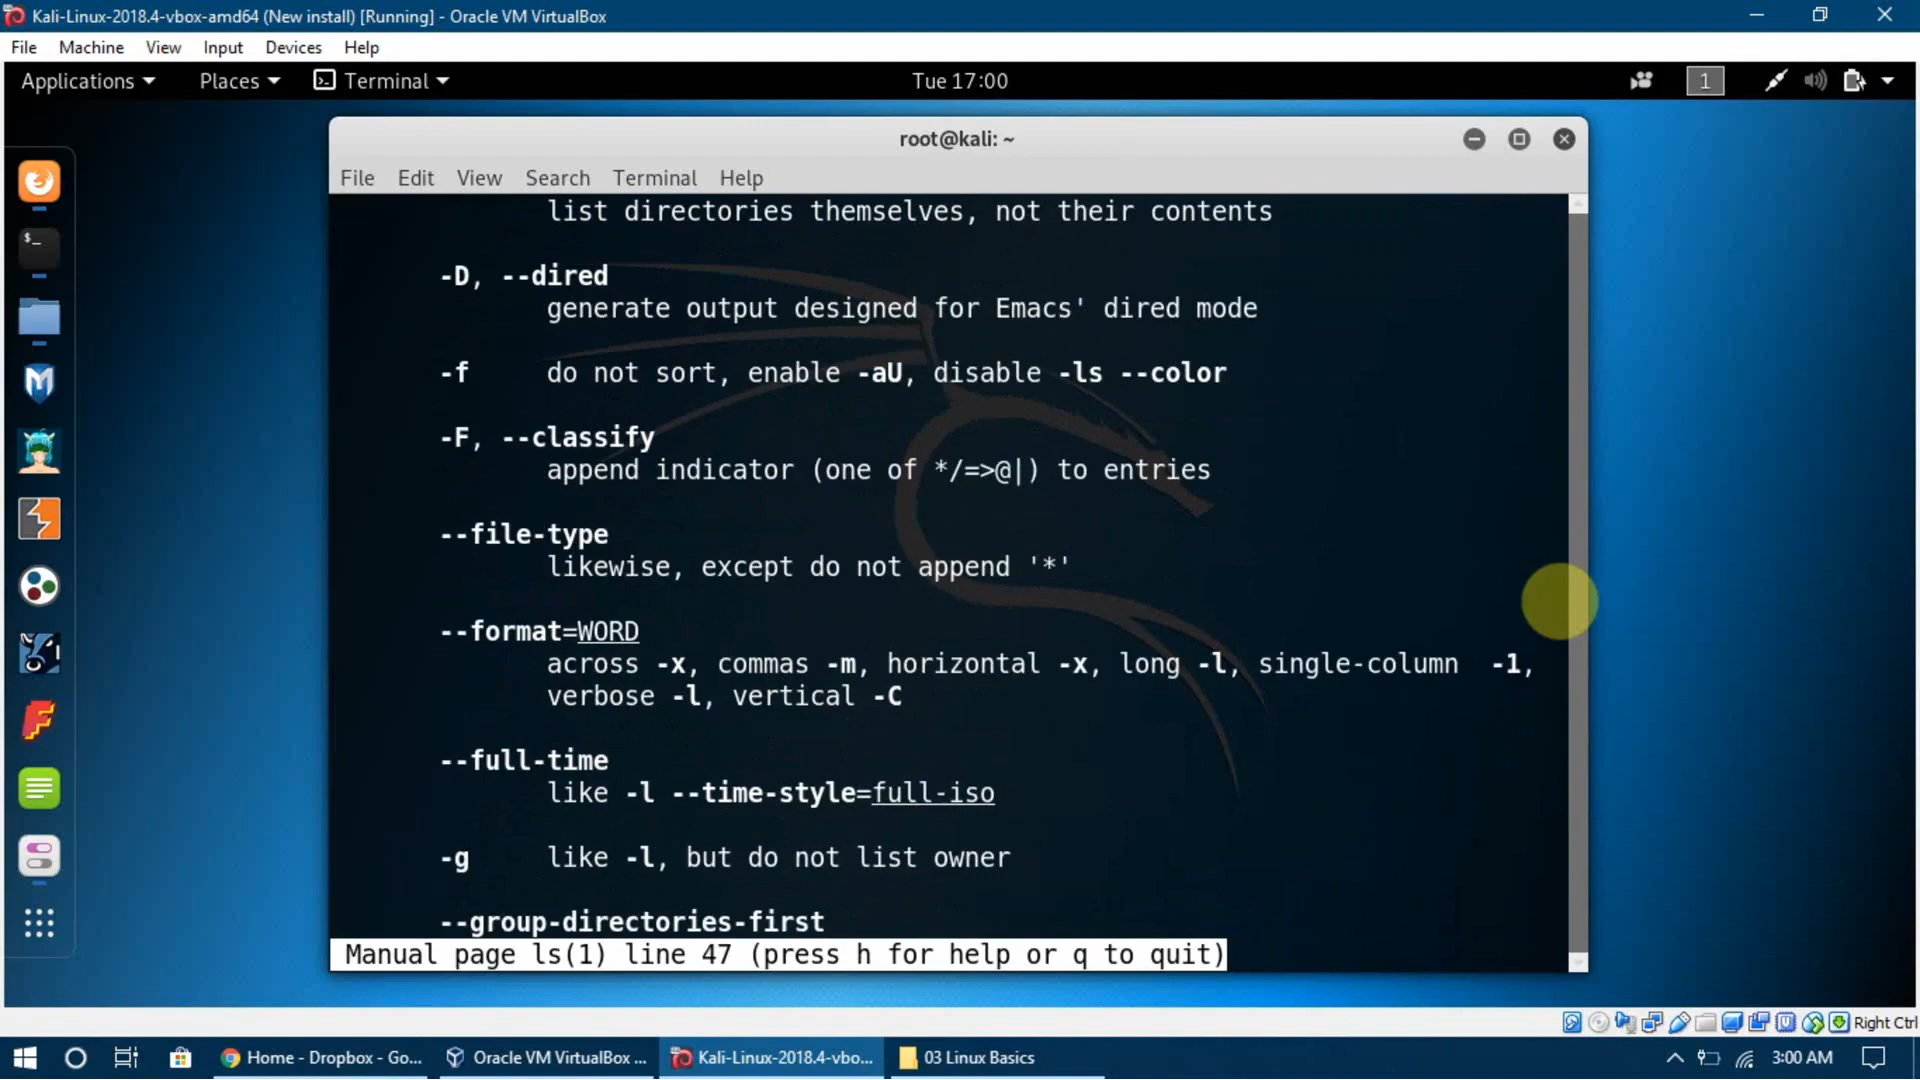 Kali-Linux-2018.4-vbox-amd64 (New install) [Running] - Oracle VM VirtualBox
File Machine View Input Devices Help
Applications Places Terminal Tue 17:00 1
root@kali: ~
File Edit View Search Terminal Help
list directories themselves, not their contents
-D, --dired
generate output designed for Emacs' dired mode
-f do not sort, enable -aU, disable -ls --color
-F, --classify
append indicator (one of */=>@|) to entries
--file-type
likewise, except do not append '*'
--format=WORD
across -x, commas -m, horizontal -x, long -l, single-column -1,
verbose -l, vertical -C
--full-time
like -l --time-style=full-iso
-g like -l, but do not list owner
--group-directories-first
Manual page ls(1) line 47 (press h for help or q to quit)
Right Ctrl
Home - Dropbox - Go... Oracle VM VirtualBox ... Kali-Linux-2018.4-vbo... 03 Linux Basics 3:00 AM